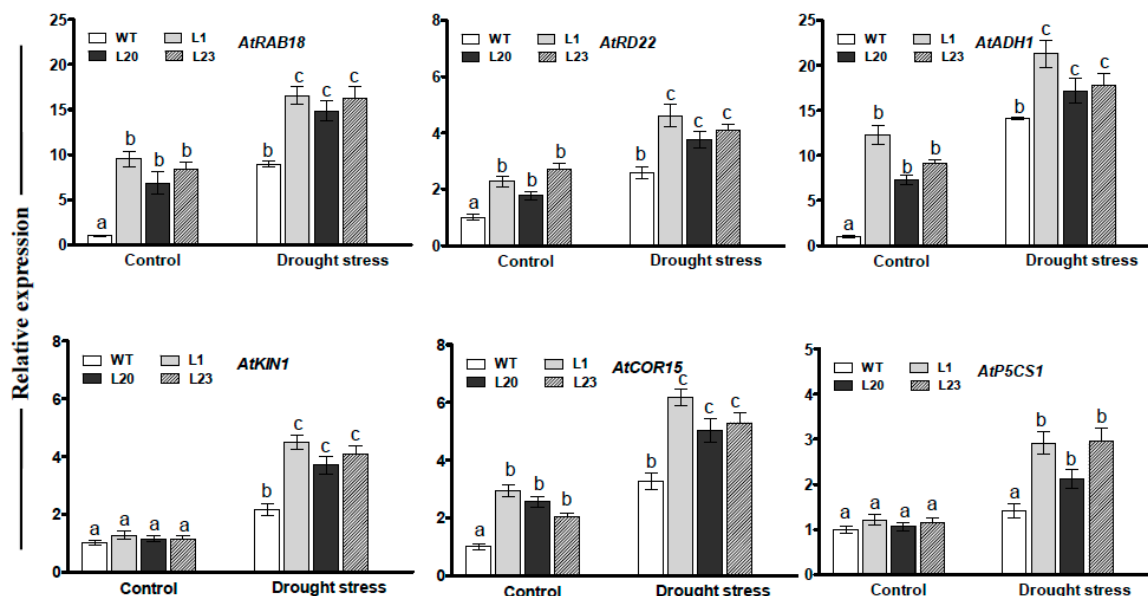 Relative expression
WT L1 AtRAB18
L20 L23
25
20
15
10
5
0
a b b b b c c c
Control Drought stress
WT L1 AtRD22
L20 L23
8
6
4
2
0
a b b b b c c c
Control Drought stress
WT L1 AtADH1
L20 L23
25
20
15
10
5
0
a b b b b c c c
Control Drought stress
WT L1 AtKIN1
L20 L23
8
6
4
2
0
a a a a b c c c
Control Drought stress
WT L1 AtCOR15
L20 L23
8
6
4
2
0
a b b b b c c c
Control Drought stress
WT L1 AtP5CS1
L20 L23
5
4
3
2
1
0
a a a a a b b b
Control Drought stress